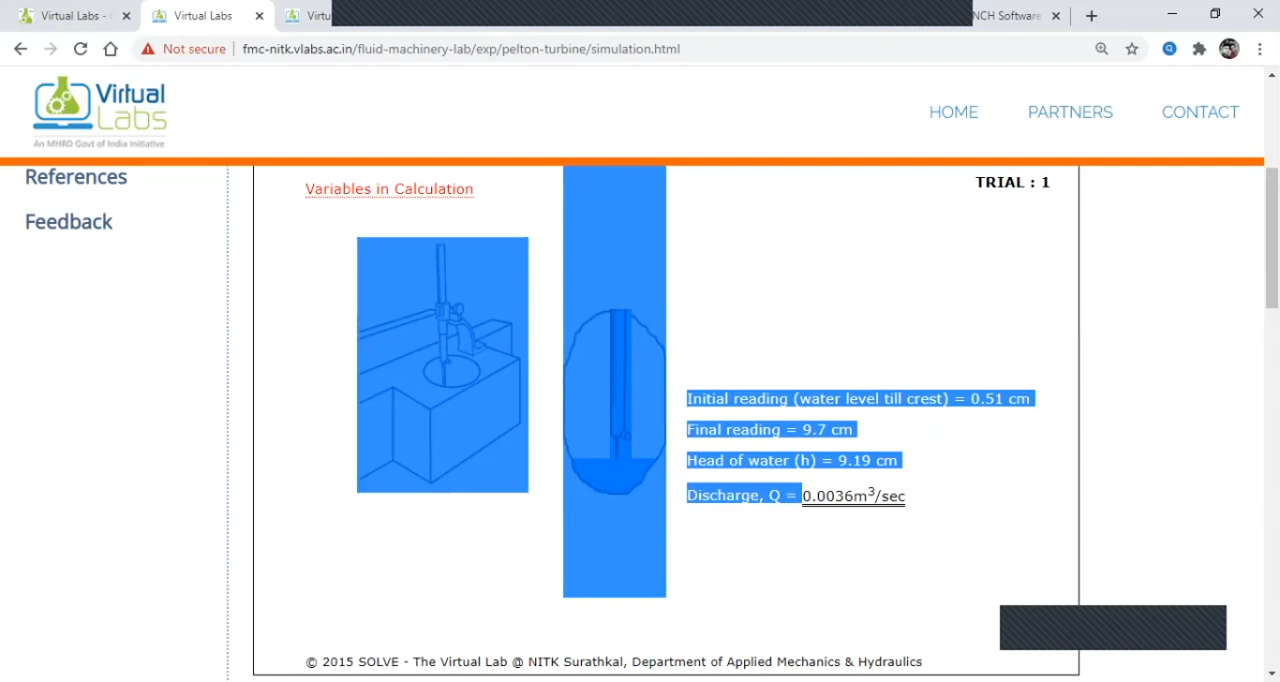 Virtual Labs -
Virtual Labs
Virtu
NCH Software
Not secure
fmc-nitk.vlabs.ac.in/fluid-machinery-lab/exp/pelton-turbine/simulation.html
Virtual
Labs
An MHRD Govt of India Initiative
HOME
PARTNERS
CONTACT
References
Feedback
Variables in Calculation
TRIAL : 1
Initial reading (water level till crest) = 0.51 cm
Final reading = 9.7 cm
Head of water (h) = 9.19 cm
Discharge, Q = 0.0036m³/sec
© 2015 SOLVE - The Virtual Lab @ NITK Surathkal, Department of Applied Mechanics & Hydraulics